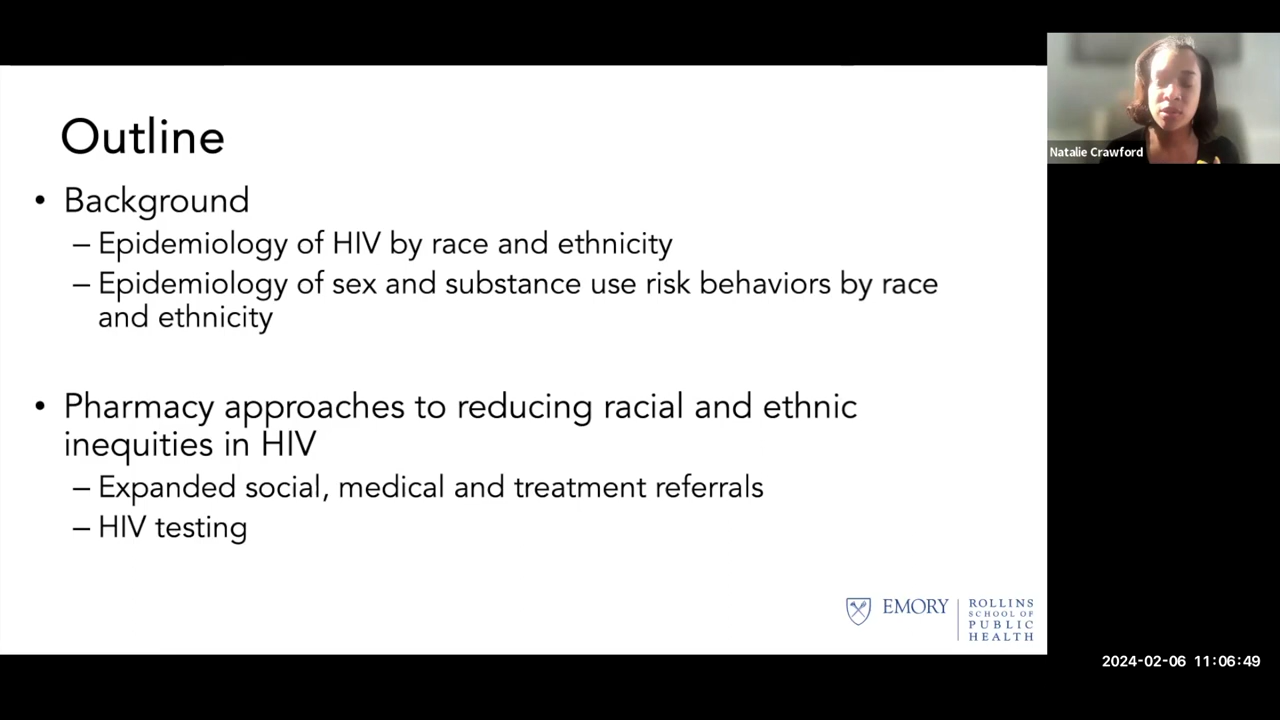 Outline
• Background
– Epidemiology of HIV by race and ethnicity
– Epidemiology of sex and substance use risk behaviors by race
and ethnicity
• Pharmacy approaches to reducing racial and ethnic
inequities in HIV
– Expanded social, medical and treatment referrals
– HIV testing
EMORY
ROLLINS
SCHOOL OF
PUBLIC
HEALTH
Natalie Crawford
2024-02-06 11:06:49